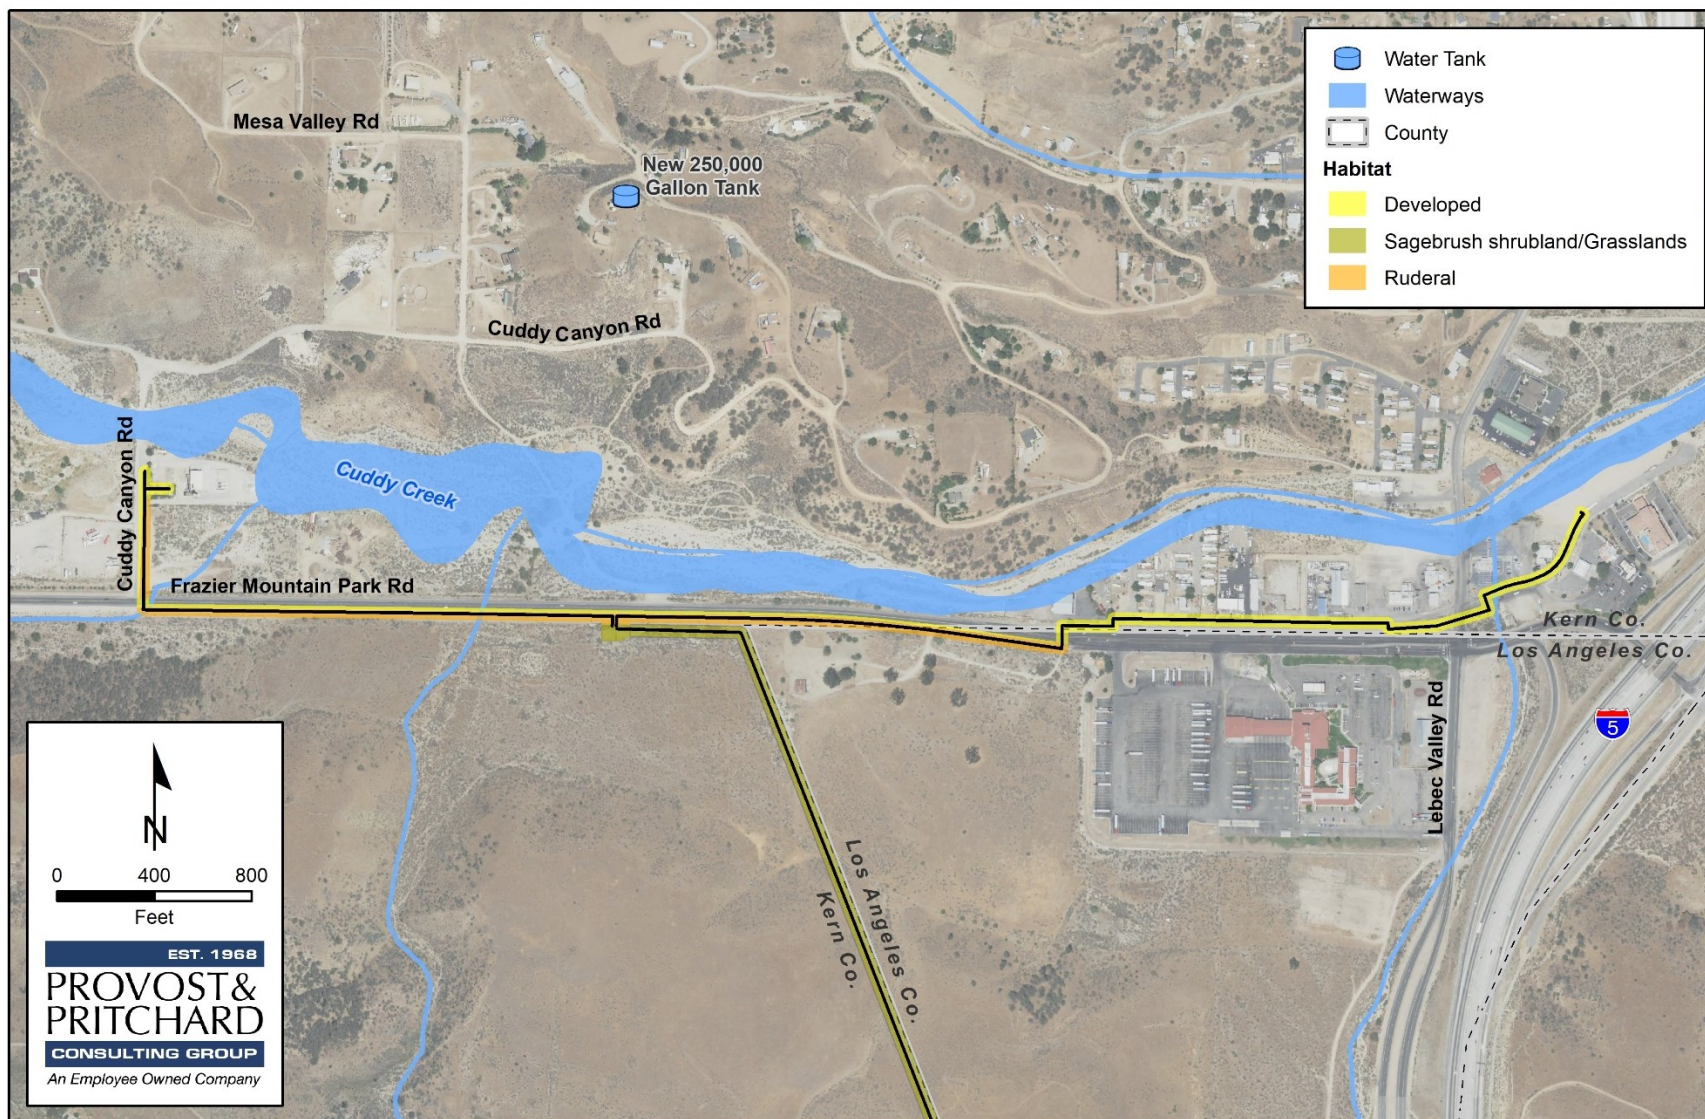 Water Tank
Waterways
County
Habitat
Developed
Sagebrush shrubland/Grasslands
Ruderal
Mesa Valley Rd
New 250,000
Gallon Tank
Cuddy Canyon Rd
Cuddy Creek
Cuddy Canyon Rd
Frazier Mountain Park Rd
Kern Co.
Los Angeles Co.
Lebec Valley Rd
5
Los Angeles Co.
Kern Co.
N
0 400 800
Feet
EST. 1968
PROVOST&
PRITCHARD
CONSULTING GROUP
An Employee Owned Company